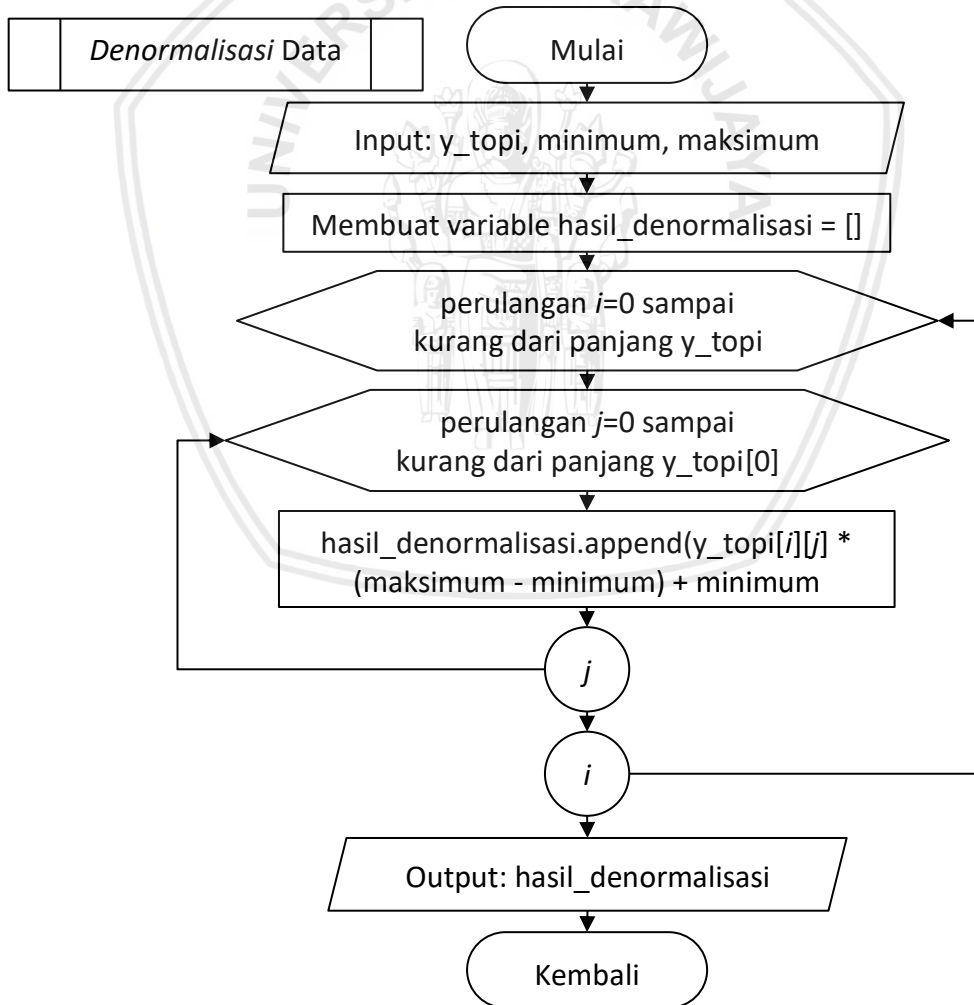 Denormalisasi Data
Mulai
Input: y_topi, minimum, maksimum
Membuat variable hasil_denormalisasi = []
perulangan i=0 sampai
kurang dari panjang y_topi
perulangan j=0 sampai
kurang dari panjang y_topi[0]
hasil_denormalisasi.append(y_topi[i][j] *
(maksimum - minimum) + minimum
j
i
Output: hasil_denormalisasi
Kembali